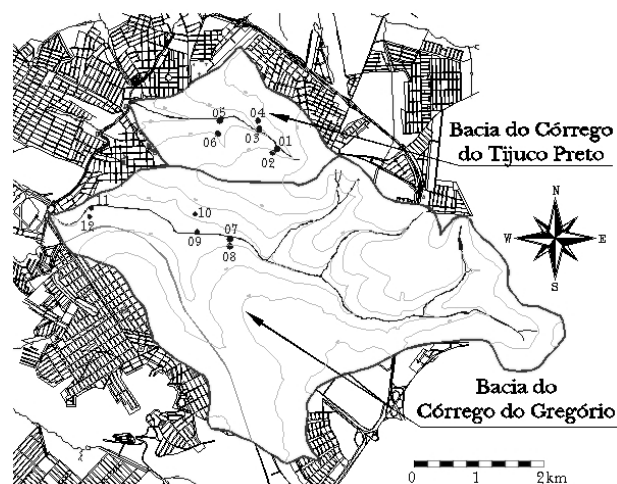 05
04
03
06
01
02
Bacia do Córrego
do Tijuco Preto
11
12
10
09
07
08
N
W
E
S
Bacia do
Córrego do Gregório
0
1
2km